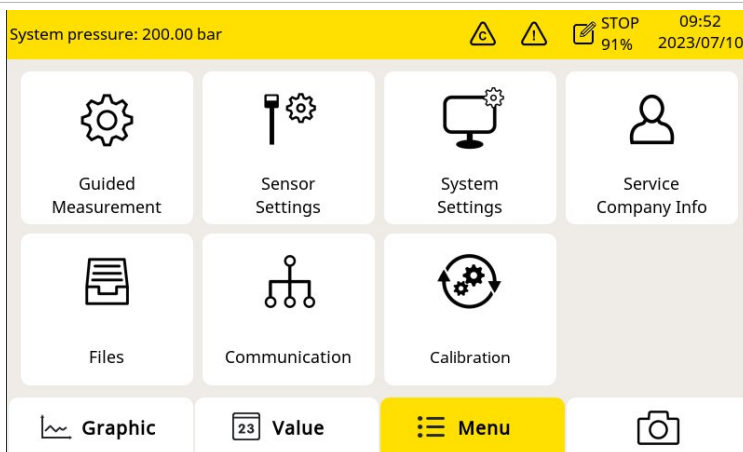 System pressure: 200.00 bar
C
!
STOP
91%
09:52
2023/07/10
Guided
Measurement
Sensor
Settings
System
Settings
Service
Company Info
Files
Communication
Calibration
Graphic
23
Value
Menu